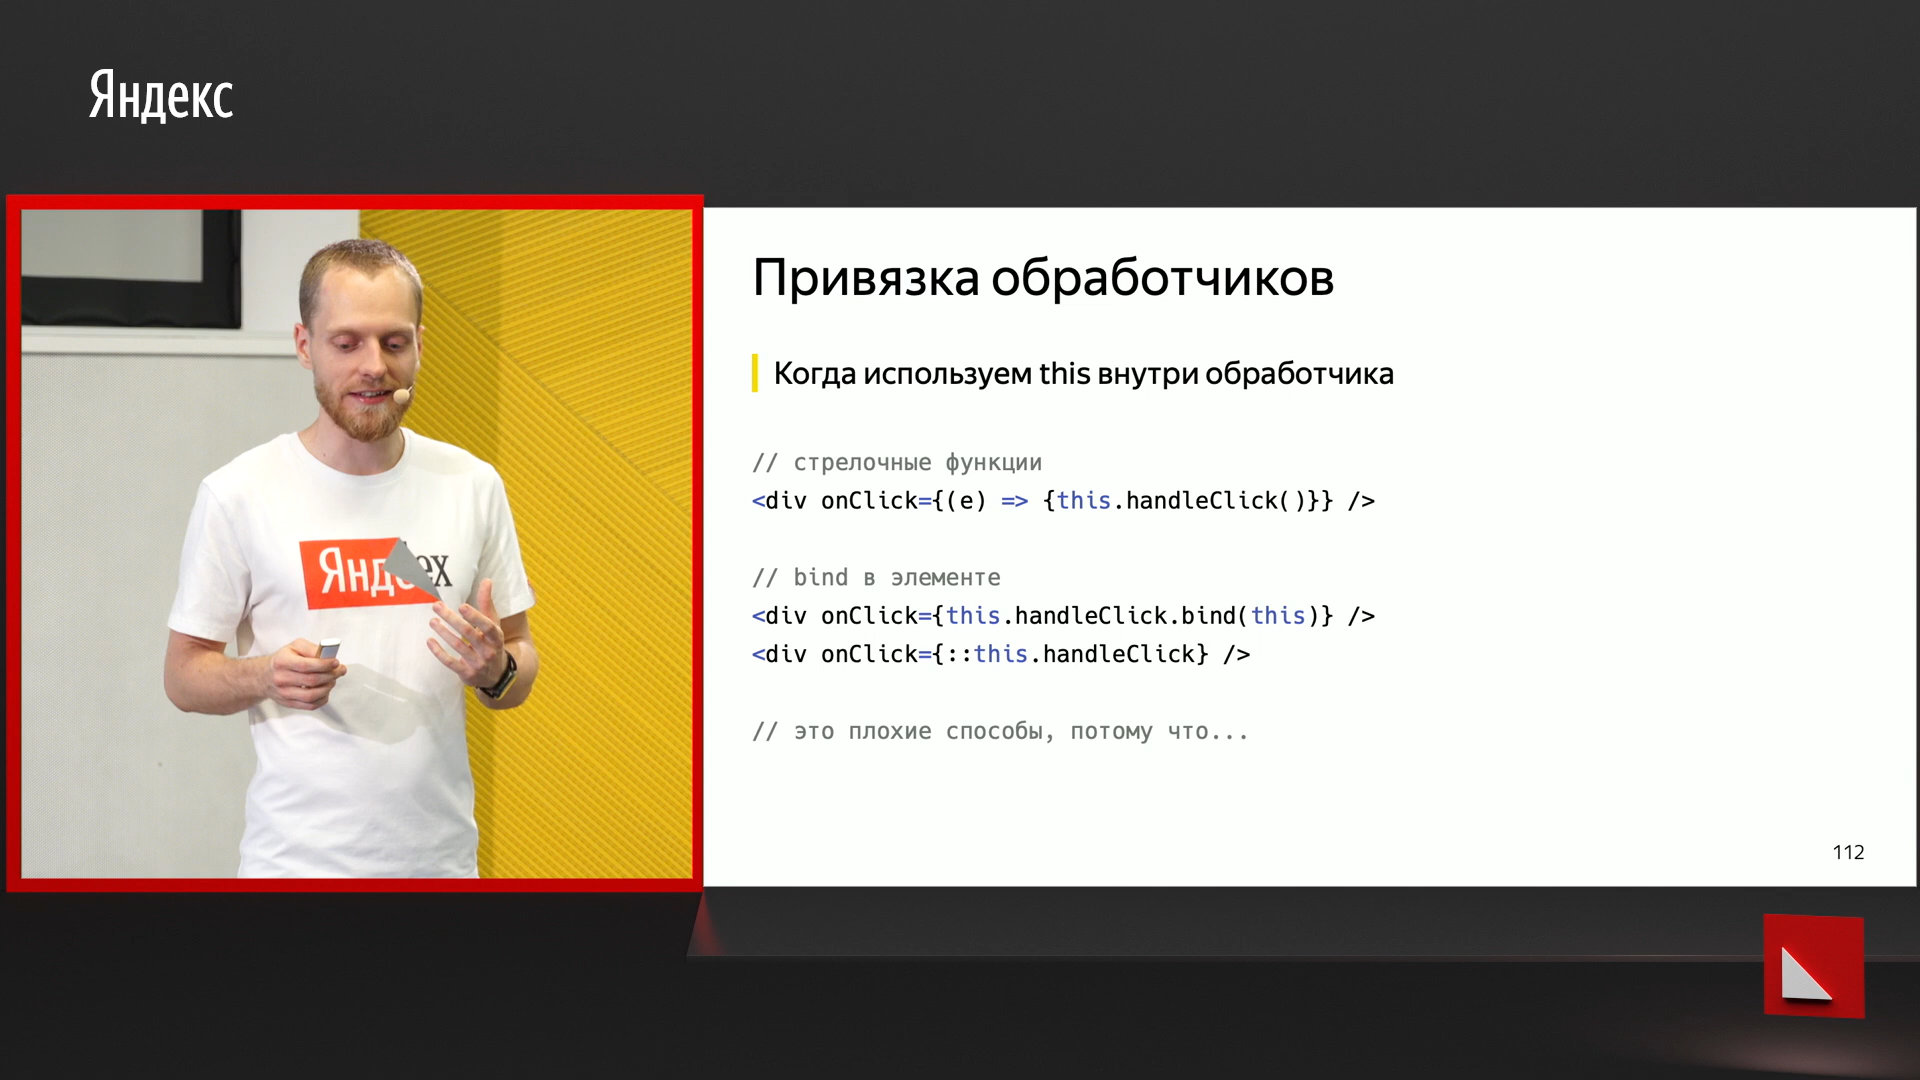 Яндекс
Яндex
Привязка обработчиков
Когда используем this внутри обработчика
// стрелочные функции
<div onClick={(e) => {this.handleClick()}} />
// bind в элементе
<div onClick={this.handleClick.bind(this)} />
<div onClick={::this.handleClick} />
// это плохие способы, потому что...
112